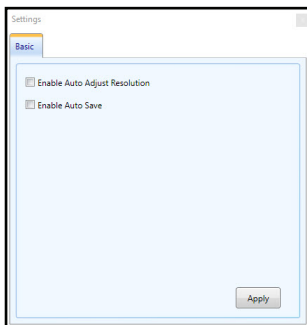 Settings
Basic
Enable Auto Adjust Resolution
Enable Auto Save
Apply